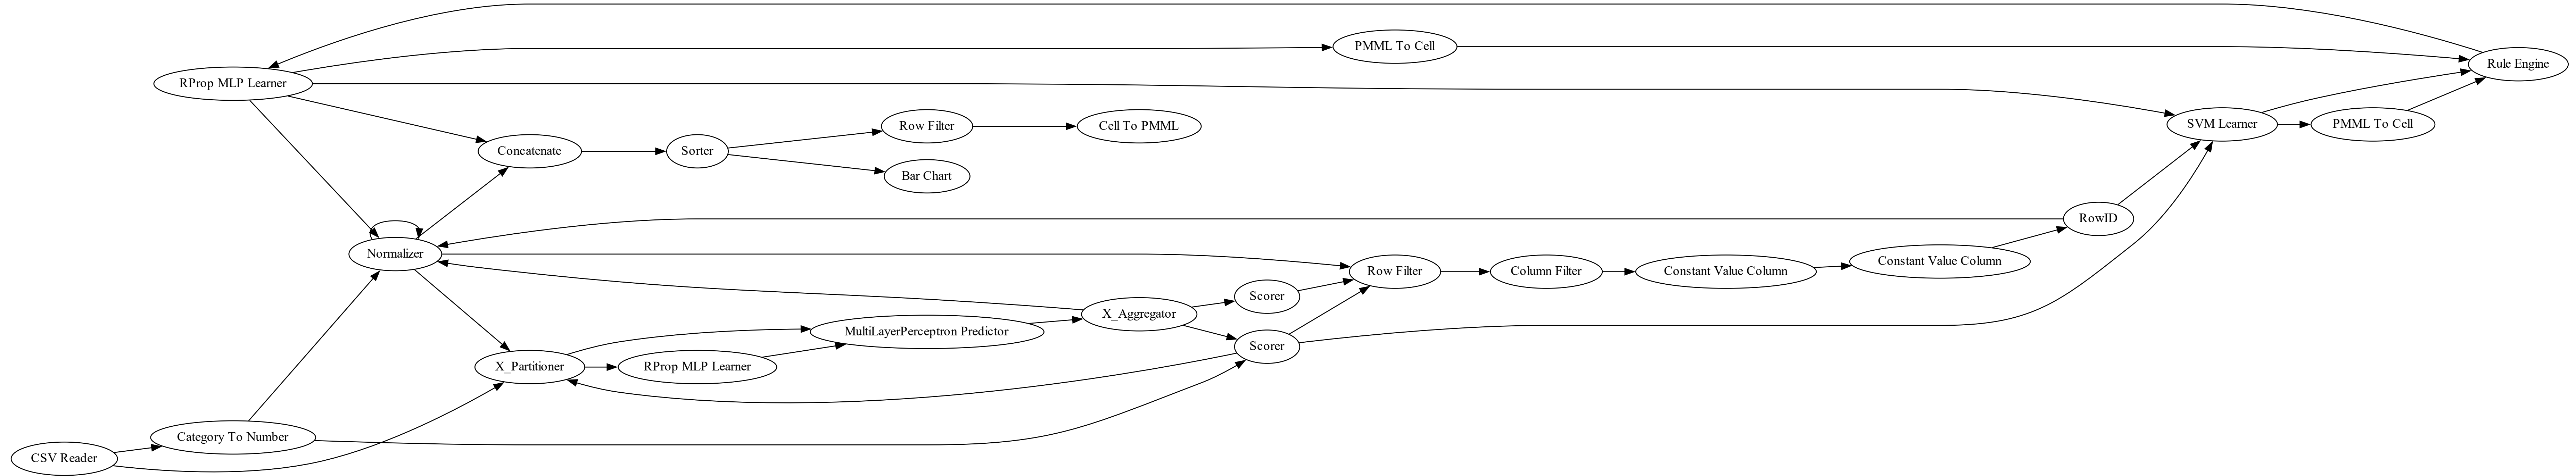 PMML To Cell
Rule Engine
RProp MLP Learner
Row Filter
Cell To PMML
SVM Learner
PMML To Cell
Concatenate
Sorter
Bar Chart
RowID
Normalizer
Row Filter
Column Filter
Constant Value Column
Constant Value Column
Scorer
X_Aggregator
MultiLayerPerceptron Predictor
Scorer
X_Partitioner
RProp MLP Learner
Category To Number
CSV Reader